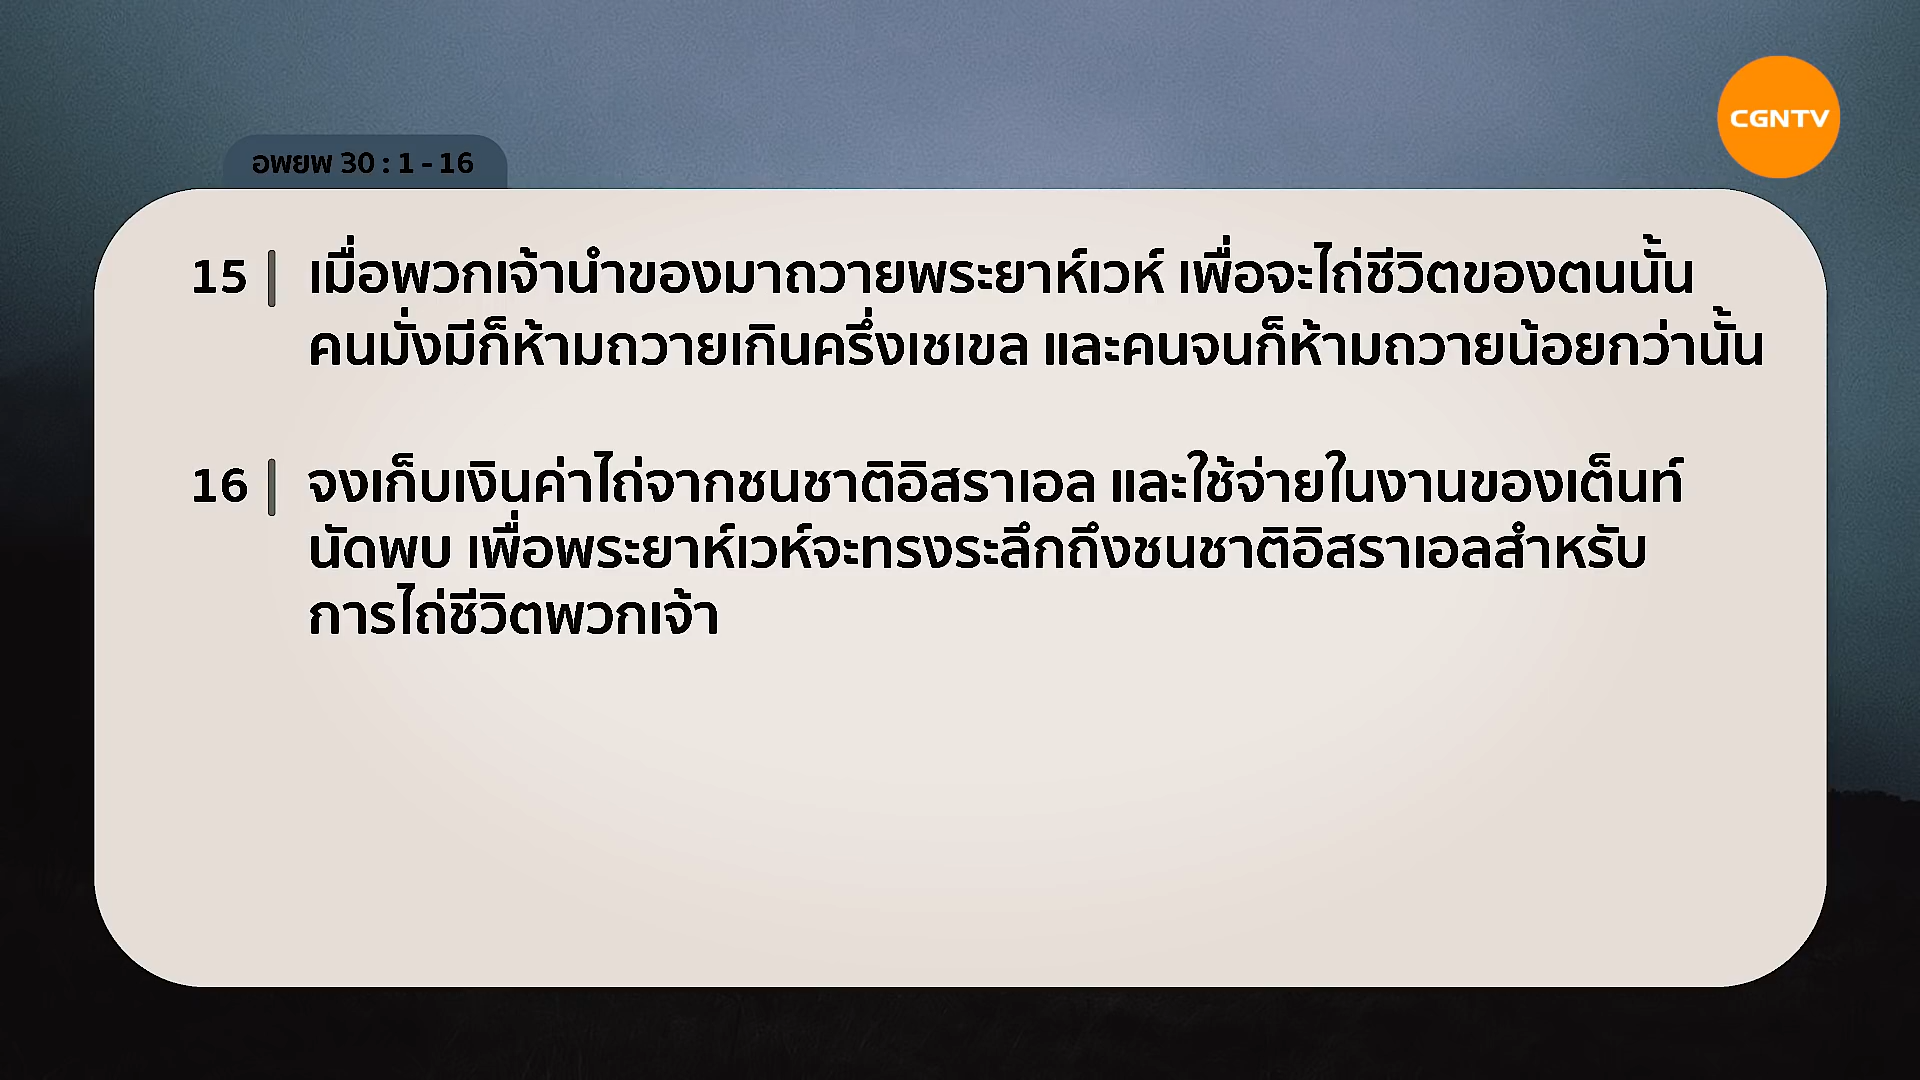 CGNTV
อพยพ 30 : 1 - 16
15 | เมื่อพวกเจ้านำของมาถวายพระยาห์เวห์ เพื่อจะไถ่ชีวิตของตนนั้น
คนมั่งมีก็ห้ามถวายเกินครึ่งเชเขล และคนจนก็ห้ามถวายน้อยกว่านั้น
16 | จงเก็บเงินค่าไถ่จากชนชาติอิสราเอล และใช้จ่ายในงานของเต็นท์
นัดพบ เพื่อพระยาห์เวห์จะทรงระลึกถึงชนชาติอิสราเอลสำหรับ
การไถ่ชีวิตพวกเจ้า